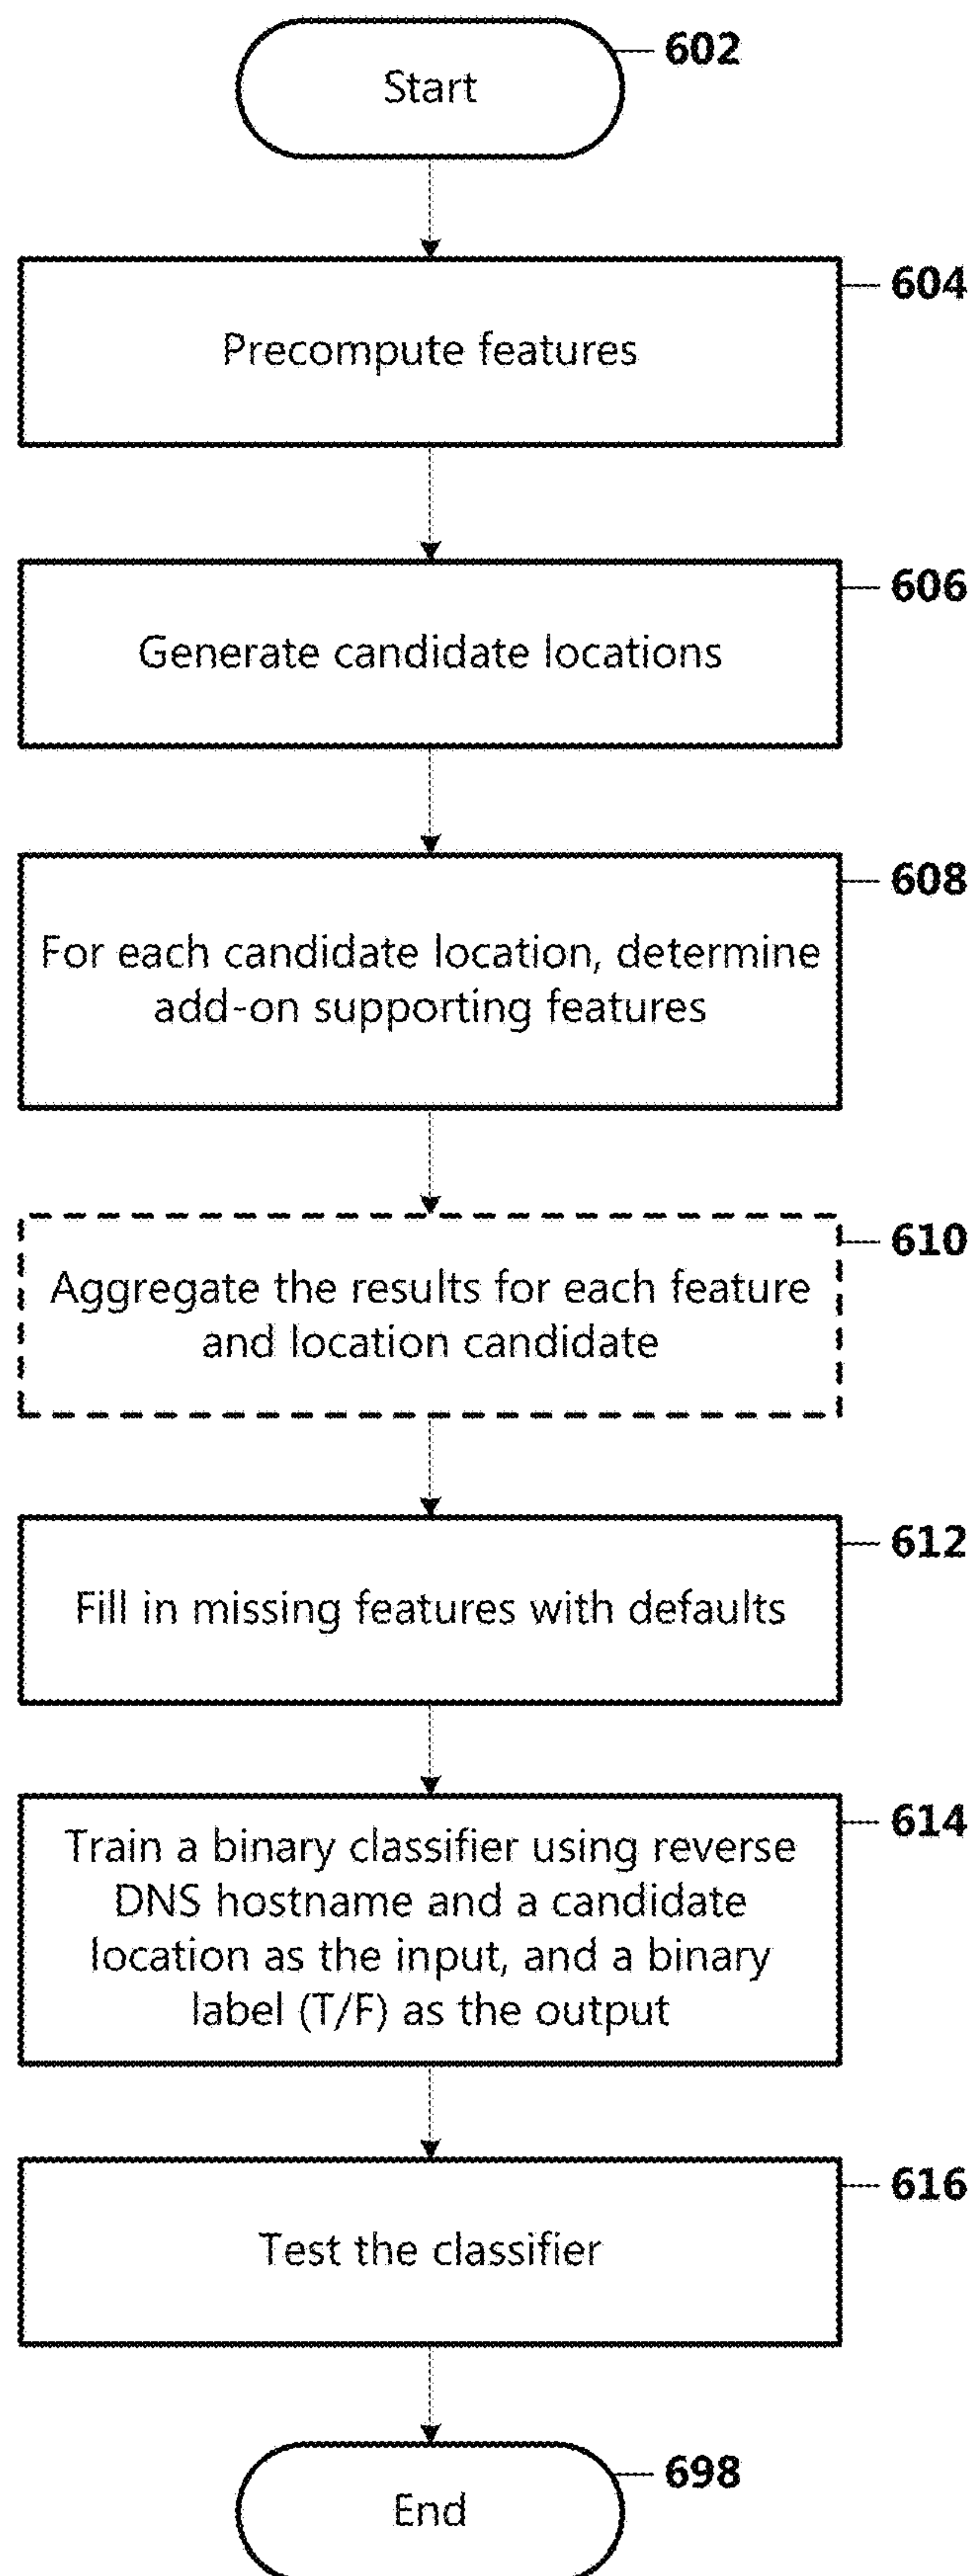 Start
602
604
Precompute features
606
Generate candidate locations
608
For each candidate location, determine
add-on supporting features
610
Aggregate the results for each feature
and location candidate
612
Fill in missing features with defaults
614
Train a binary classifier using reverse
DNS hostname and a candidate
location as the input, and a binary
label (T/F) as the output
616
Test the classifier
698
End